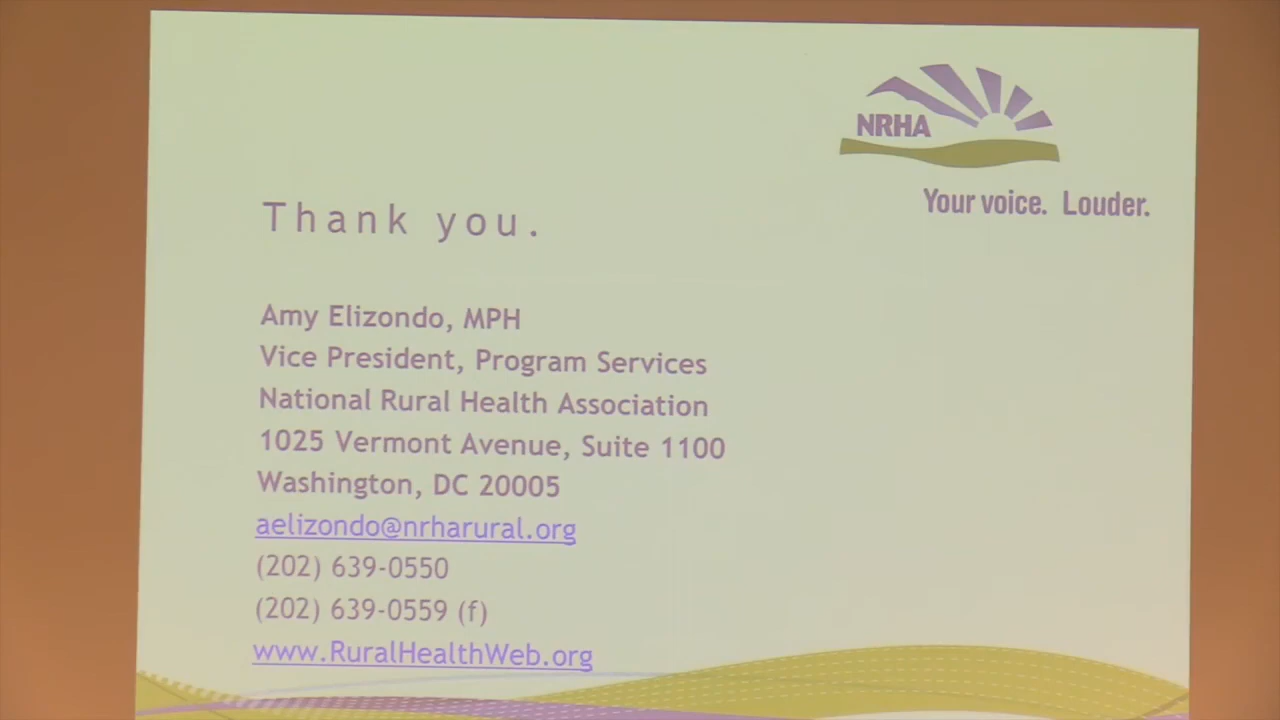 NRHA
Your voice. Louder.
Thank you.
Amy Elizondo, MPH
Vice President, Program Services
National Rural Health Association
1025 Vermont Avenue, Suite 1100
Washington, DC 20005
aelizondo@nrharural.org
(202) 639-0550
(202) 639-0559 (f)
www.RuralHealthWeb.org